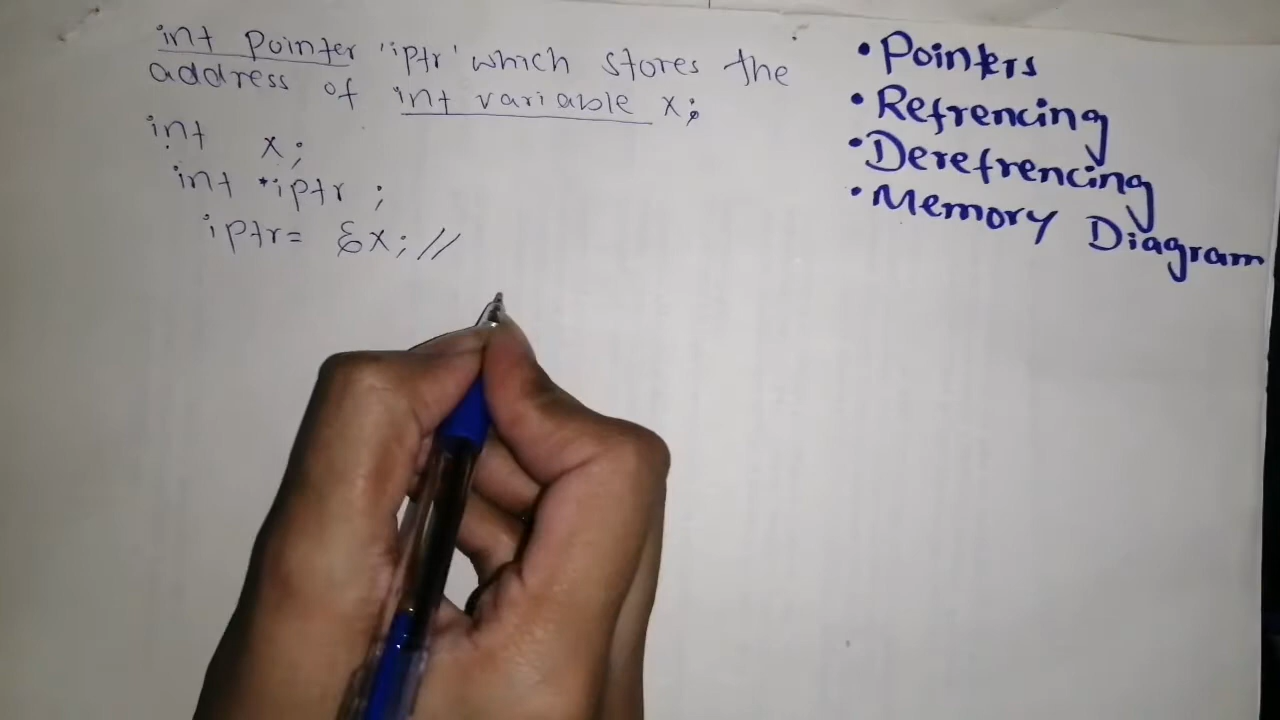 int pointer 'iptr' which stores the
address of int variable x;
int x;
int *iptr ;
iptr= &x; //
• Pointers
• Refrencing
• Derefrencing
• Memory Diagram